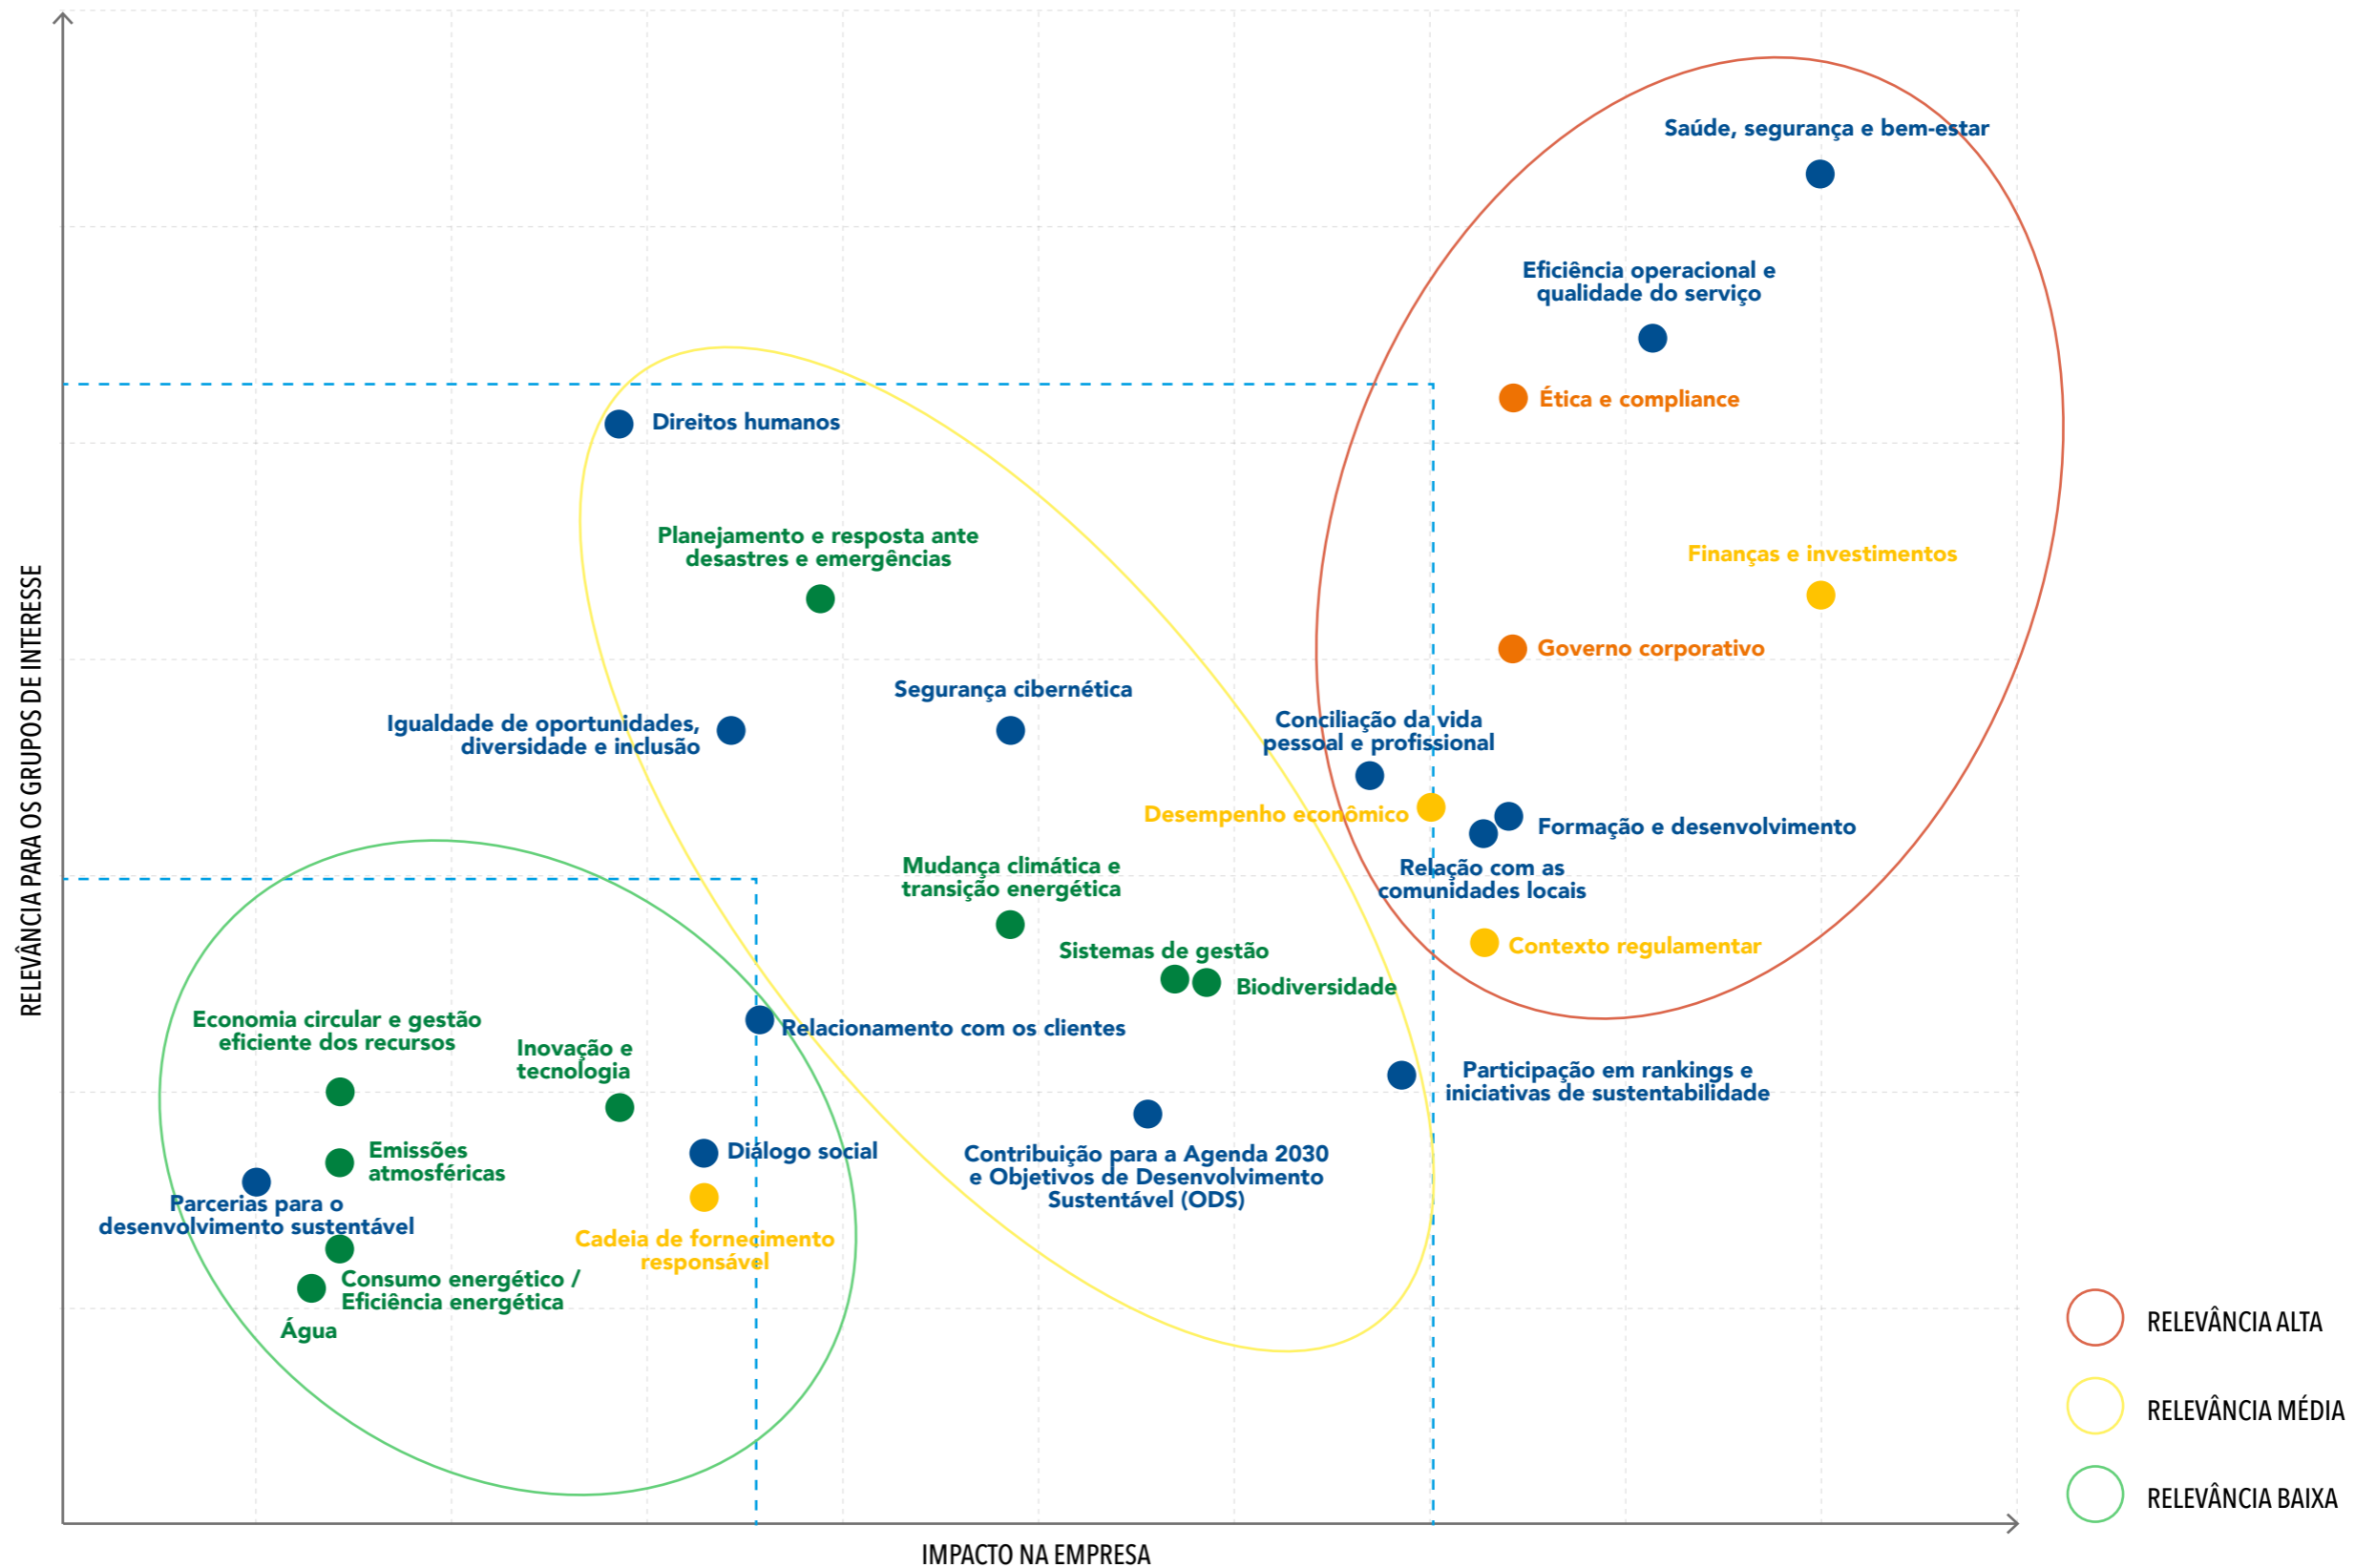 RELEVÂNCIA PARA OS GRUPOS DE INTERESSE
Saúde, segurança e bem-estar
Eficiência operacional e
qualidade do serviço
Ética e compliance
Direitos humanos
Planejamento e resposta ante
desastres e emergências
Finanças e investimentos
Governo corporativo
Segurança cibernética
Igualdade de oportunidades,
diversidade e inclusão
Conciliação da vida
pessoal e profissional
Desempenho econômico
Formação e desenvolvimento
Relação com as
comunidades locais
Mudança climática e
transição energética
Sistemas de gestão
Contexto regulamentar
Biodiversidade
Economia circular e gestão
eficiente dos recursos
Relacionamento com os clientes
Inovação e
tecnologia
Participação em rankings e
iniciativas de sustentabilidade
Emissões
atmosféricas
Diálogo social
Contribuição para a Agenda 2030
e Objetivos de Desenvolvimento
Sustentável (ODS)
Parcerias para o
desenvolvimento sustentável
Cadeia de fornecimento
responsável
Consumo energético /
Eficiência energética
Água
RELEVÂNCIA ALTA
RELEVÂNCIA MÉDIA
RELEVÂNCIA BAIXA
IMPACTO NA EMPRESA